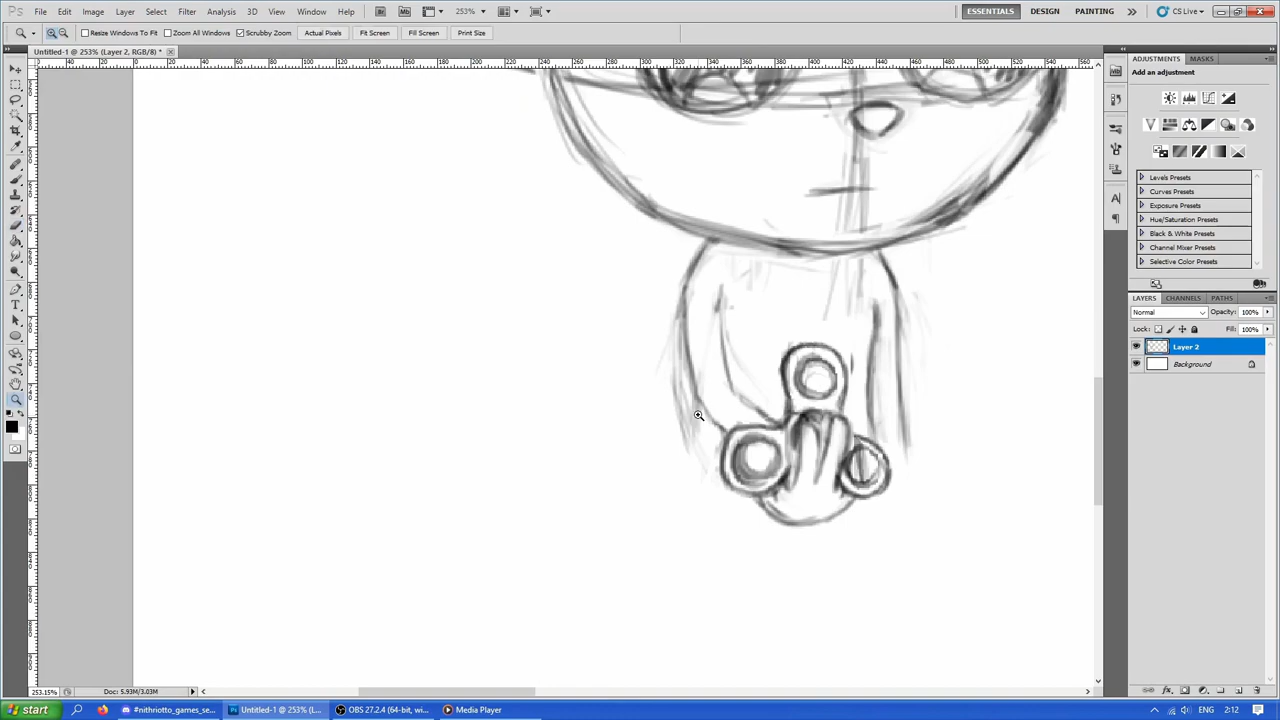 Ps File Edit Image Layer Select Filter Analysis 3D View Window Help Br Mb 253% ESSENTIALS DESIGN PAINTING CS Live
Resize Windows To Fit Zoom All Windows Scrubby Zoom Actual Pixels Fit Screen Fill Screen Print Size
Untitled-1 @ 253% (Layer 2, RGB/8) *
ADJUSTMENTS MASKS
Add an adjustment
Levels Presets
Curves Presets
Exposure Presets
Hue/Saturation Presets
Black & White Presets
Channel Mixer Presets
Selective Color Presets
LAYERS CHANNELS PATHS
Normal Opacity: 100%
Lock: Fill: 100%
Layer 2
Background
253.15% Doc: 5.93M/3.03M
start #nithriotto_games_se... Untitled-1 @ 253% (L... OBS 27.2.4 (64-bit, wi... Media Player ENG 2:12